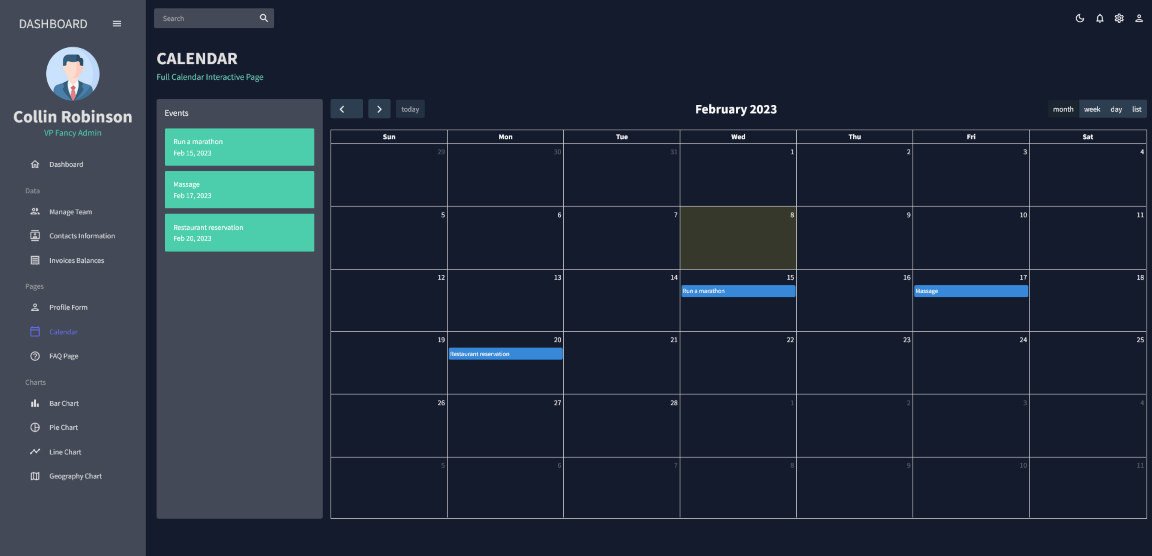 DASHBOARD
Collin Robinson
VP Fancy Admin
Dashboard
Data
Manage Team
Contacts Information
Invoices Balances
Pages
Profile Form
Calendar
FAQ Page
Charts
Bar Chart
Pie Chart
Line Chart
Geography Chart
Search
CALENDAR
Full Calendar Interactive Page
Events
Run a marathon
Feb 15, 2023
Massage
Feb 17, 2023
Restaurant reservation
Feb 20, 2023
today
February 2023
month week day list
Sun Mon Tue Wed Thu Fri Sat
29 30 31 1 2 3 4
5 6 7 8 9 10 11
12 13 14 15 16 17 18
Run a marathon Massage
19 20 21 22 23 24 25
Restaurant reservation
26 27 28 1 2 3 4
5 6 7 8 9 10 11